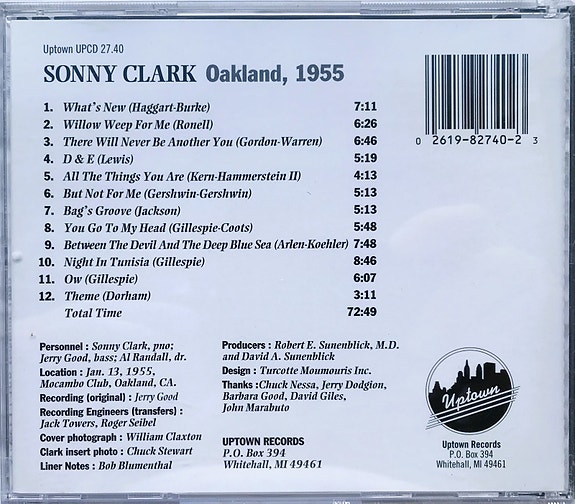 Uptown UPCD 27.40
SONNY CLARK Oakland, 1955
1. What's New (Haggart-Burke) 7:11
2. Willow Weep For Me (Ronell) 6:26
3. There Will Never Be Another You (Gordon-Warren) 6:46
4. D & E (Lewis) 5:19
5. All The Things You Are (Kern-Hammerstein II) 4:13
6. But Not For Me (Gershwin-Gershwin) 5:13
7. Bag's Groove (Jackson) 5:13
8. You Go To My Head (Gillespie-Coots) 5:48
9. Between The Devil And The Deep Blue Sea (Arlen-Koehler) 7:48
10. Night In Tunisia (Gillespie) 8:46
11. Ow (Gillespie) 6:07
12. Theme (Dorham) 3:11
Total Time 72:49
0 2619-82740-2 3
Personnel : Sonny Clark, pno;
Jerry Good, bass; Al Randall, dr.
Location : Jan. 13, 1955,
Mocambo Club, Oakland, CA.
Recording (original) : Jerry Good
Recording Engineers (transfers) :
Jack Towers, Roger Seibel
Cover photograph : William Claxton
Clark insert photo : Chuck Stewart
Liner Notes : Bob Blumenthal
Producers : Robert E. Sunenblick, M.D.
and David A. Sunenblick
Design : Turcotte Moumouris Inc.
Thanks :Chuck Nessa, Jerry Dodgion,
Barbara Good, David Giles,
John Marabuto
UPTOWN RECORDS
P.O. Box 394
Whitehall, MI 49461
Uptown
Uptown Records
P.O. Box 394
Whitehall, MI 49461